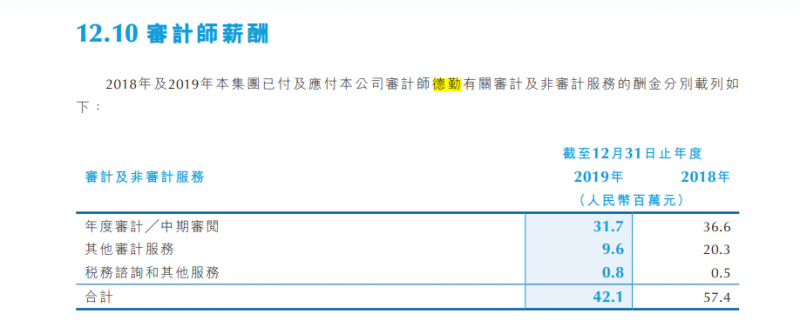 12.10 審計師薪酬
2018年及2019年本集團已付及應付本公司審計師德勤有關審計及非審計服務的酬金分別載列如
下：
截至12月31日止年度
審計及非審計服務 2019年 2018年
（人民幣百萬元）
年度審計╱中期審閱 31.7 36.6
其他審計服務 9.6 20.3
稅務諮詢和其他服務 0.8 0.5
合計 42.1 57.4